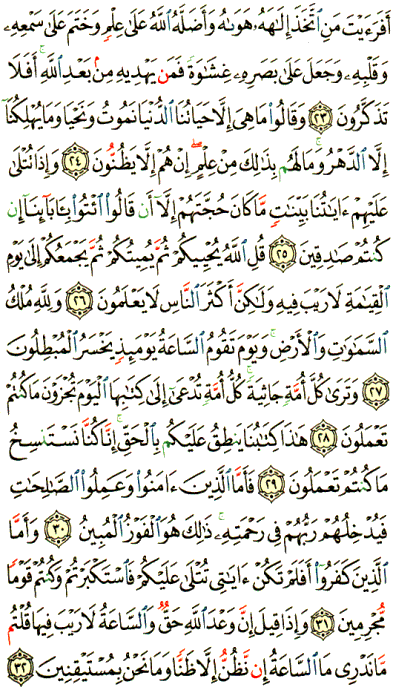 أَفَرَءَيْتَ مَنِ ٱتَّخَذَ إِلَٰهَهُۥ هَوَىٰهُ وَأَضَلَّهُ ٱللَّهُ عَلَىٰ عِلْمٍ وَخَتَمَ عَلَىٰ سَمْعِهِۦ
وَقَلْبِهِۦ وَجَعَلَ عَلَىٰ بَصَرِهِۦ غِشَٰوَةً فَمَن يَهْدِيهِ مِنۢ بَعْدِ ٱللَّهِ ۚ أَفَلَا
تَذَكَّرُونَ ٢٣ وَقَالُوا۟ مَا هِىَ إِلَّا حَيَاتُنَا ٱلدُّنْيَا نَمُوتُ وَنَحْيَا وَمَا يُهْلِكُنَآ
إِلَّا ٱلدَّهْرُ ۚ وَمَا لَهُم بِذَٰلِكَ مِنْ عِلْمٍ ۖ إِنْ هُمْ إِلَّا يَظُنُّونَ ٢٤ وَإِذَا تُتْلَىٰ
عَلَيْهِمْ ءَايَٰتُنَا بَيِّنَٰتٍ مَّا كَانَ حُجَّتَهُمْ إِلَّآ أَن قَالُوا۟ ٱئْتُوا۟ بِـَٔابَآئِنَآ إِن
كُنتُمْ صَٰدِقِينَ ٢٥ قُلِ ٱللَّهُ يُحْيِيكُمْ ثُمَّ يُمِيتُكُمْ ثُمَّ يَجْمَعُكُمْ إِلَىٰ يَوْمِ
ٱلْقِيَٰمَةِ لَا رَيْبَ فِيهِ وَلَٰكِنَّ أَكْثَرَ ٱلنَّاسِ لَا يَعْلَمُونَ ٢٦ وَلِلَّهِ مُلْكُ
ٱلسَّمَٰوَٰتِ وَٱلْأَرْضِ ۚ وَيَوْمَ تَقُومُ ٱلسَّاعَةُ يَوْمَئِذٍ يَخْسَرُ ٱلْمُبْطِلُونَ
٢٧ وَتَرَىٰ كُلَّ أُمَّةٍ جَاثِيَةً ۚ كُلُّ أُمَّةٍ تُدْعَىٰٓ إِلَىٰ كِتَٰبِهَا ٱلْيَوْمَ تُجْزَوْنَ مَا كُنتُمْ
تَعْمَلُونَ ٢٨ هَٰذَا كِتَٰبُنَا يَنطِقُ عَلَيْكُم بِٱلْحَقِّ ۚ إِنَّا كُنَّا نَسْتَنسِخُ
مَا كُنتُمْ تَعْمَلُونَ ٢٩ فَأَمَّا ٱلَّذِينَ ءَامَنُوا۟ وَعَمِلُوا۟ ٱلصَّٰلِحَٰتِ
فَيُدْخِلُهُمْ رَبُّهُمْ فِى رَحْمَتِهِۦ ۚ ذَٰلِكَ هُوَ ٱلْفَوْزُ ٱلْمُبِينُ ٣٠ وَأَمَّا
ٱلَّذِينَ كَفَرُوٓا۟ أَفَلَمْ تَكُنْ ءَايَٰتِى تُتْلَىٰ عَلَيْكُمْ فَٱسْتَكْبَرْتُمْ وَكُنتُمْ قَوْمًا
مُّجْرِمِينَ ٣١ وَإِذَا قِيلَ إِنَّ وَعْدَ ٱللَّهِ حَقٌّ وَٱلسَّاعَةُ لَا رَيْبَ فِيهَا قُلْتُم
مَّا نَدْرِى مَا ٱلسَّاعَةُ إِن نَّظُنُّ إِلَّا ظَنًّا وَمَا نَحْنُ بِمُسْتَيْقِنِينَ ٣٢